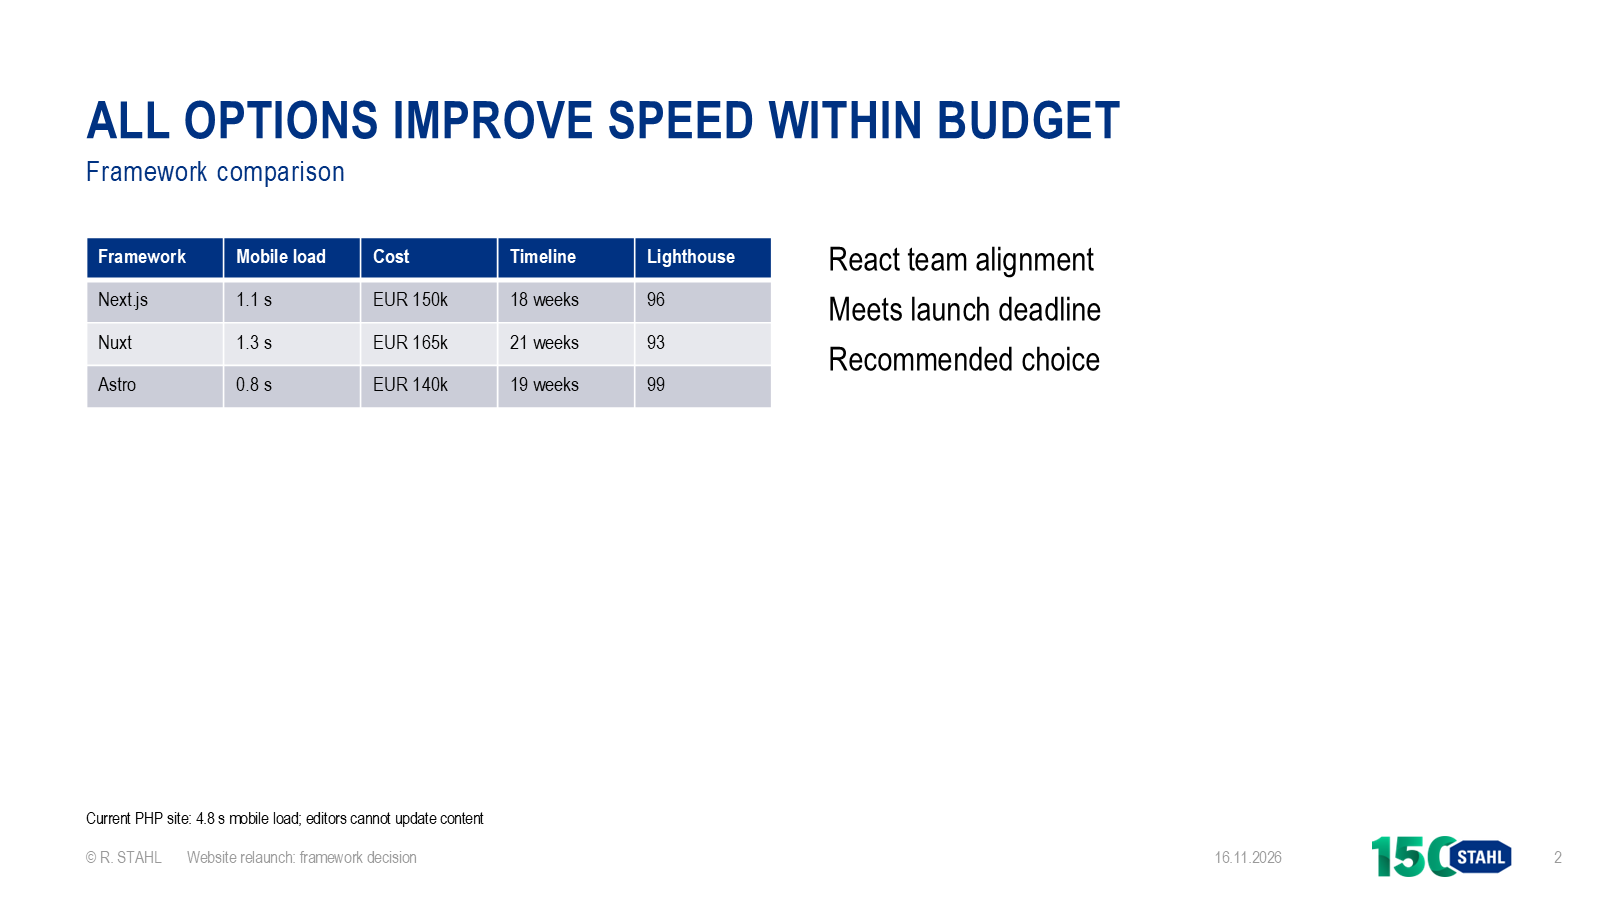 ALL OPTIONS IMPROVE SPEED WITHIN BUDGET
Framework comparison
Framework Mobile load Cost Timeline Lighthouse
Next.js 1.1 s EUR 150k 18 weeks 96
Nuxt 1.3 s EUR 165k 21 weeks 93
Astro 0.8 s EUR 140k 19 weeks 99
React team alignment
Meets launch deadline
Recommended choice
Current PHP site: 4.8 s mobile load; editors cannot update content
© R. STAHL Website relaunch: framework decision 16.11.2026 150 STAHL 2